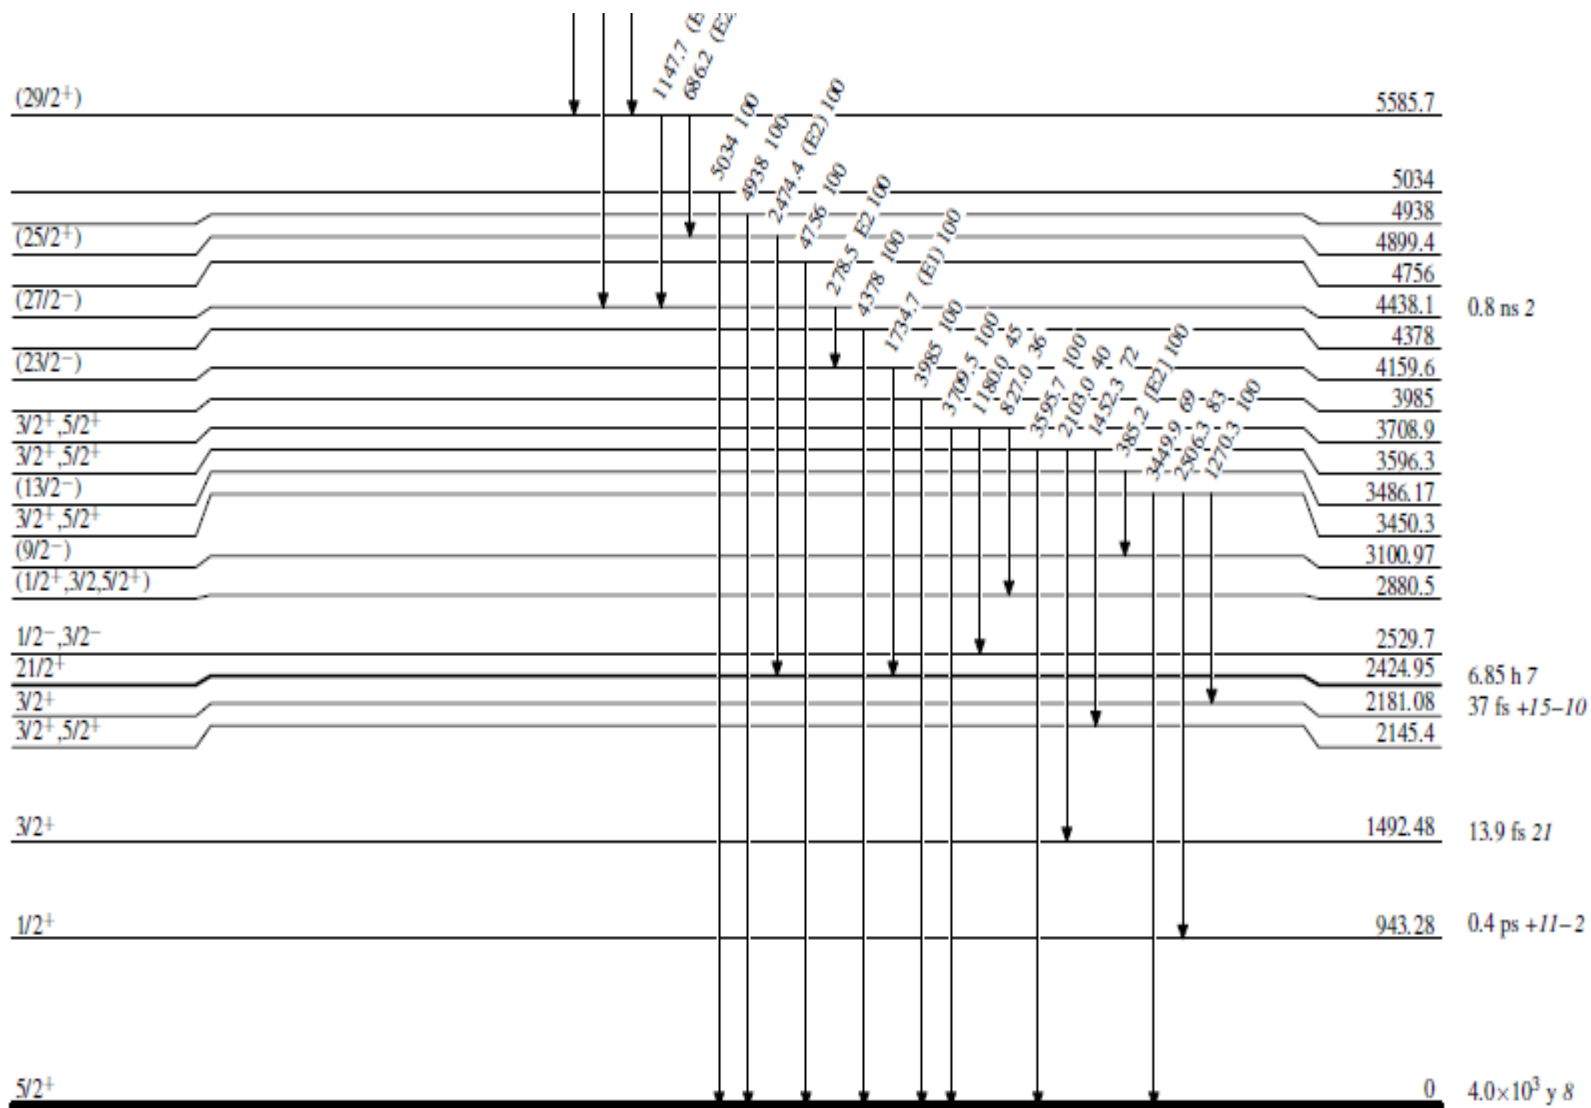 1147.7 (E
686.2 (E2
5034 100
4938 100
2474.4 (E2) 100
4756 100
278.5 E2 100
4378 100
1734.7 (E1) 100
3985 100
3709.5 100
1180.0 45
827.0 36
3595.7 100
2103.0 40
1452.3 72
385.2 [E2] 100
3449.9 69
2506.3 83
1270.3 100
(29/2+) 5585.7
5034
4938
(25/2+) 4899.4
4756
(27/2−) 4438.1 0.8 ns 2
4378
(23/2−) 4159.6
3985
3/2+,5/2+ 3708.9
3/2+,5/2+ 3596.3
(13/2−) 3486.17
3/2+,5/2+ 3450.3
(9/2−) 3100.97
(1/2+,3/2,5/2+) 2880.5
1/2−,3/2− 2529.7
21/2+ 2424.95 6.85 h 7
3/2+ 2181.08 37 fs +15−10
3/2+,5/2+ 2145.4
3/2+ 1492.48 13.9 fs 21
1/2+ 943.28 0.4 ps +11−2
5/2+ 0 4.0×10³ y 8